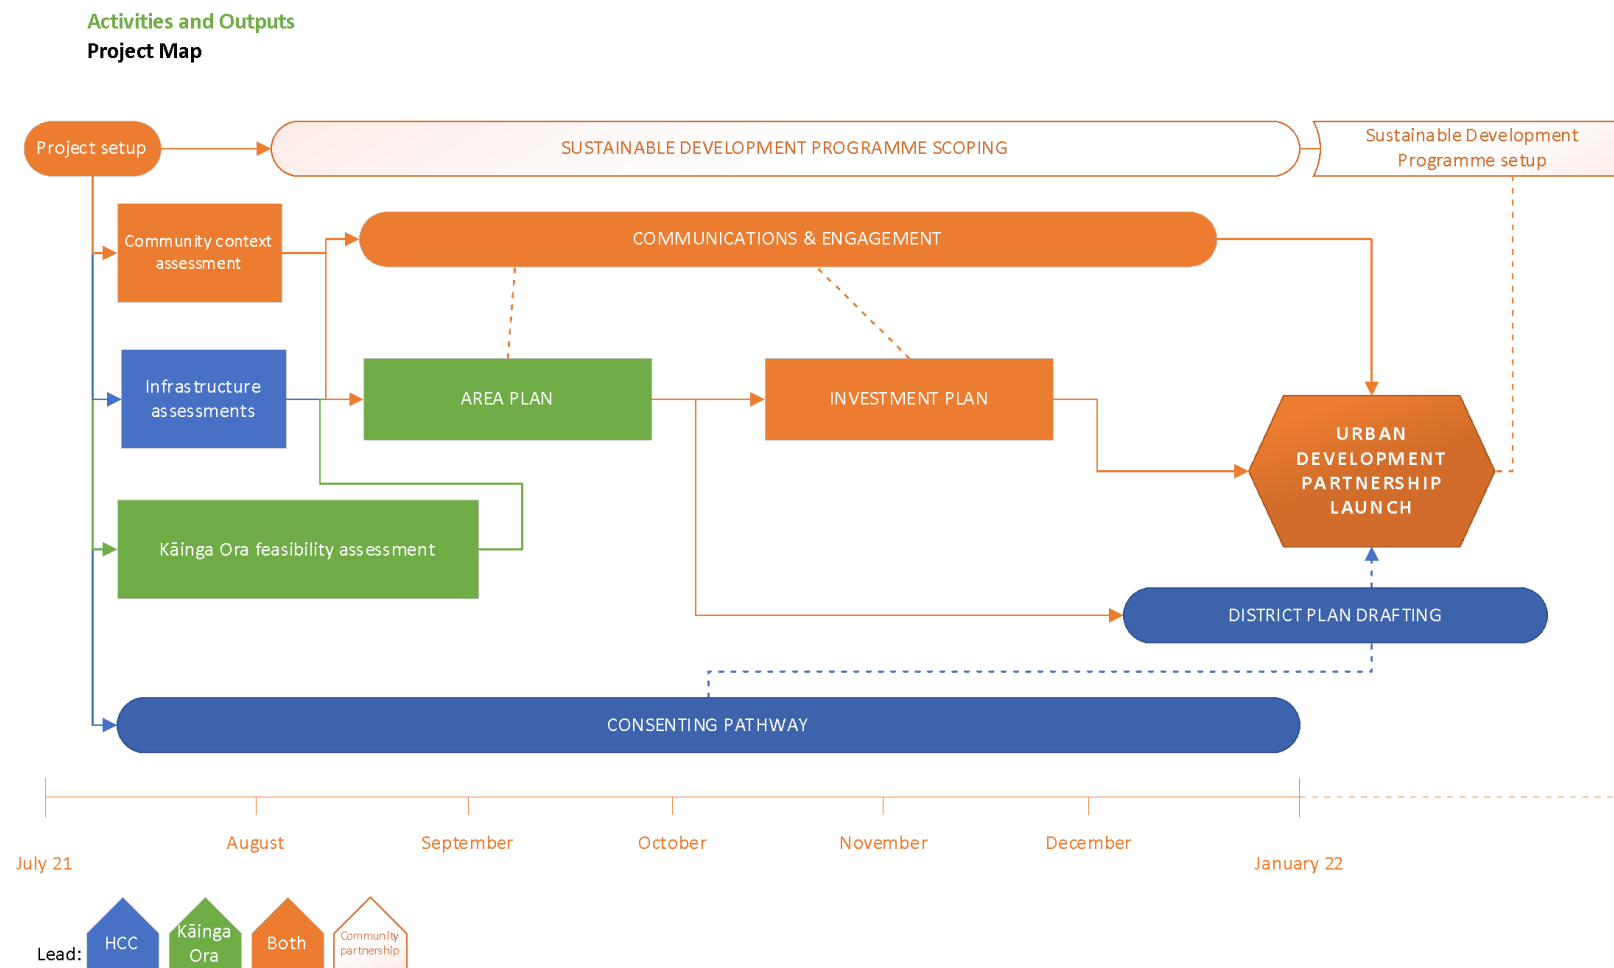 Activities and Outputs
Project Map
Project setup
SUSTAINABLE DEVELOPMENT PROGRAMME SCOPING
Sustainable Development
Programme setup
Community context
assessment
COMMUNICATIONS & ENGAGEMENT
Infrastructure
assessments
AREA PLAN
INVESTMENT PLAN
URBAN
DEVELOPMENT
PARTNERSHIP
LAUNCH
Kāinga Ora feasibility assessment
DISTRICT PLAN DRAFTING
CONSENTING PATHWAY
July 21
August
September
October
November
December
January 22
Lead:
HCC
Kāinga
Ora
Both
Community
partnership